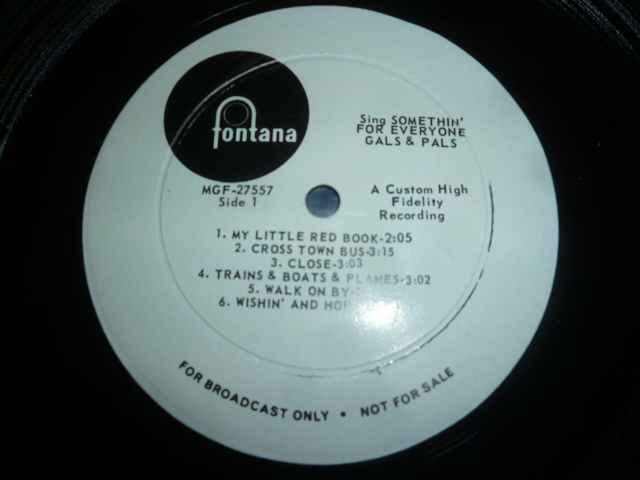 fontana
Sing SOMETHIN'
FOR EVERYONE
GALS & PALS
MGF-27557
Side 1
A Custom High
Fidelity
Recording
1. MY LITTLE RED BOOK-2:05
2. CROSS TOWN BUS-3:15
3. CLOSE-3:03
4. TRAINS & BOATS & PLANES-3:02
5. WALK ON BY-
6. WISHIN' AND
FOR BROADCAST ONLY • NOT FOR SALE